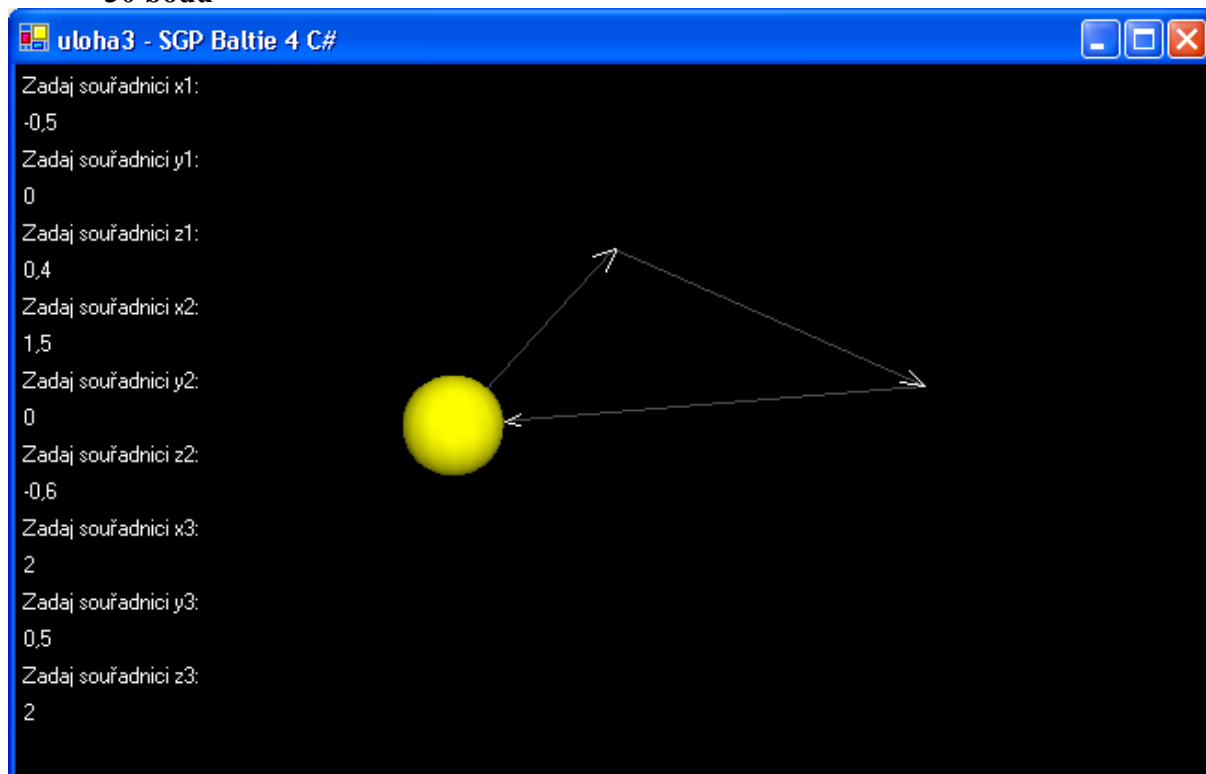 uloha3 - SGP Baltie 4 C#
Zadaj souřadnici x1:
-0,5
Zadaj souřadnici y1:
0
Zadaj souřadnici z1:
0,4
Zadaj souřadnici x2:
1,5
Zadaj souřadnici y2:
0
Zadaj souřadnici z2:
-0,6
Zadaj souřadnici x3:
2
Zadaj souřadnici y3:
0,5
Zadaj souřadnici z3:
2